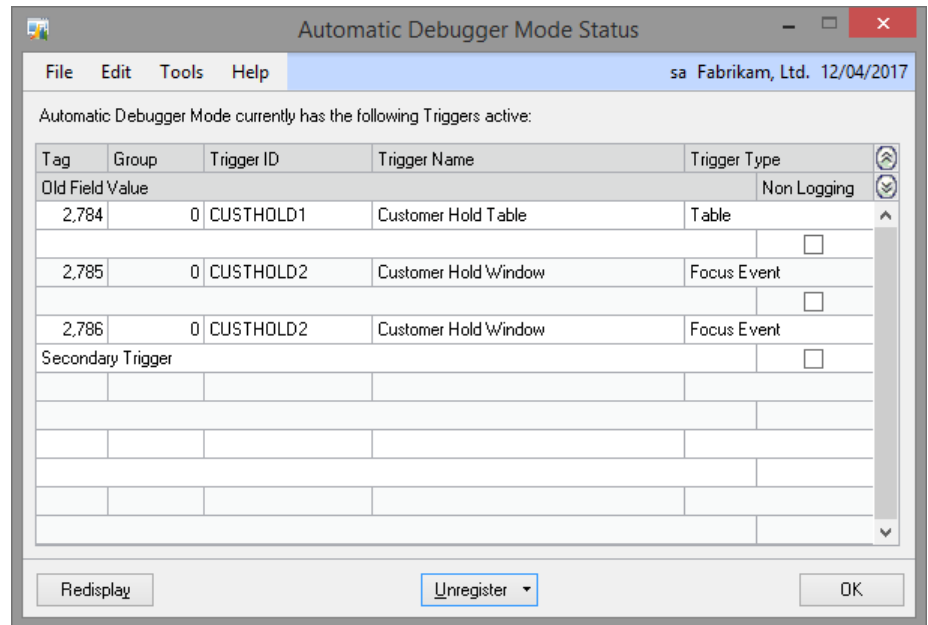 Automatic Debugger Mode Status
File Edit Tools Help sa Fabrikam, Ltd. 12/04/2017
Automatic Debugger Mode currently has the following Triggers active:
Tag Group Trigger ID Trigger Name Trigger Type
Old Field Value Non Logging
2,784 0 CUSTHOLD1 Customer Hold Table Table
2,785 0 CUSTHOLD2 Customer Hold Window Focus Event
2,786 0 CUSTHOLD2 Customer Hold Window Focus Event
Secondary Trigger
Redisplay Unregister OK